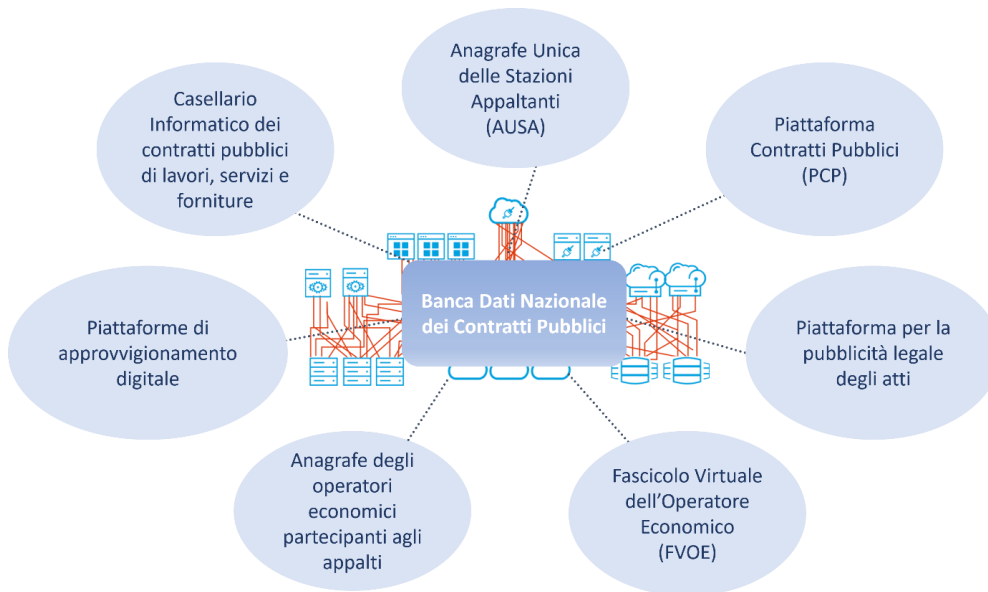 Anagrafe Unica
delle Stazioni
Appaltanti
(AUSA)
Casellario
Informatico dei
contratti pubblici
di lavori, servizi e
forniture
Piattaforma
Contratti Pubblici
(PCP)
Banca Dati Nazionale
dei Contratti Pubblici
Piattaforme di
approvvigionamento
digitale
Piattaforma per la
pubblicità legale
degli atti
Anagrafe degli
operatori
economici
partecipanti agli
appalti
Fascicolo Virtuale
dell’Operatore
Economico
(FVOE)